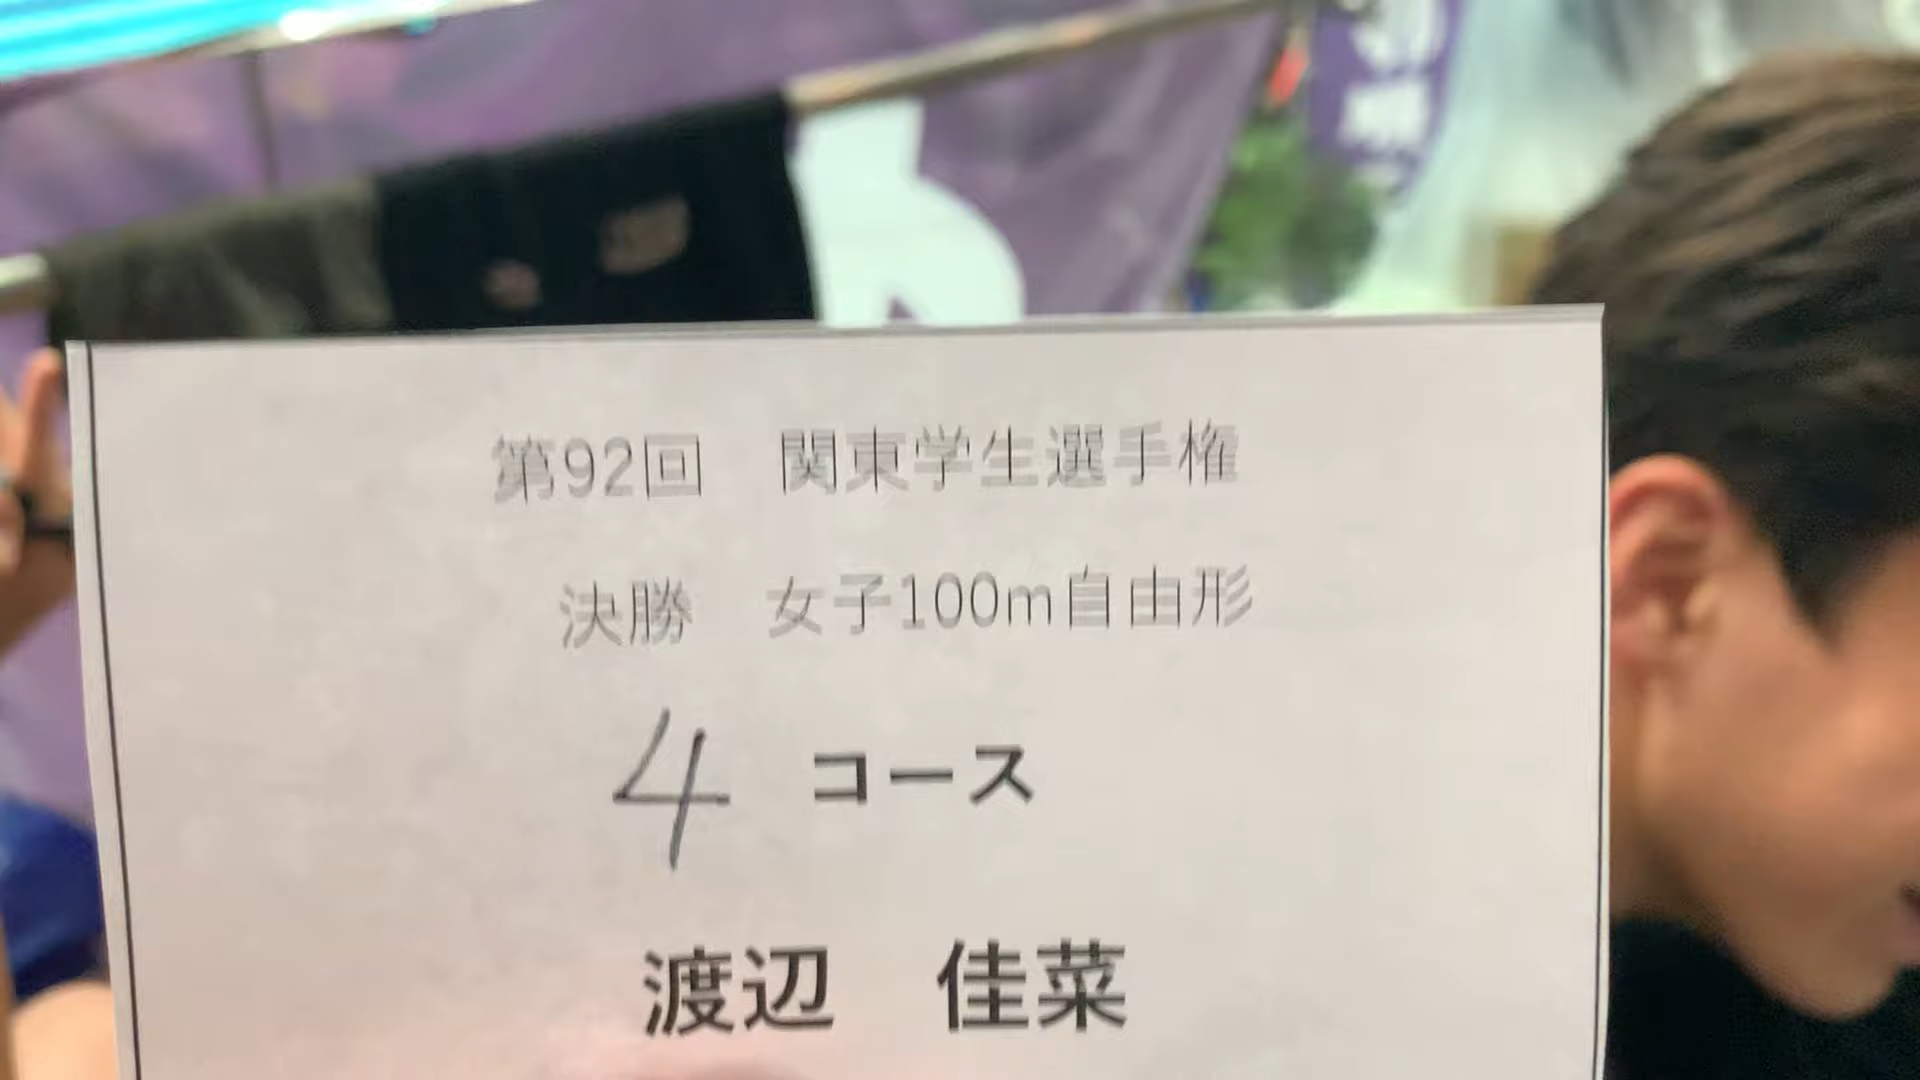 第92回　関東学生選手権
決勝　女子100m自由形
4 コース
渡辺　佳菜